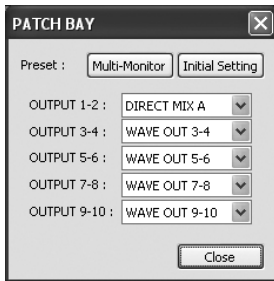 PATCH BAY
Preset : Multi-Monitor Initial Setting
OUTPUT 1-2 : DIRECT MIX A
OUTPUT 3-4 : WAVE OUT 3-4
OUTPUT 5-6 : WAVE OUT 5-6
OUTPUT 7-8 : WAVE OUT 7-8
OUTPUT 9-10 : WAVE OUT 9-10
Close